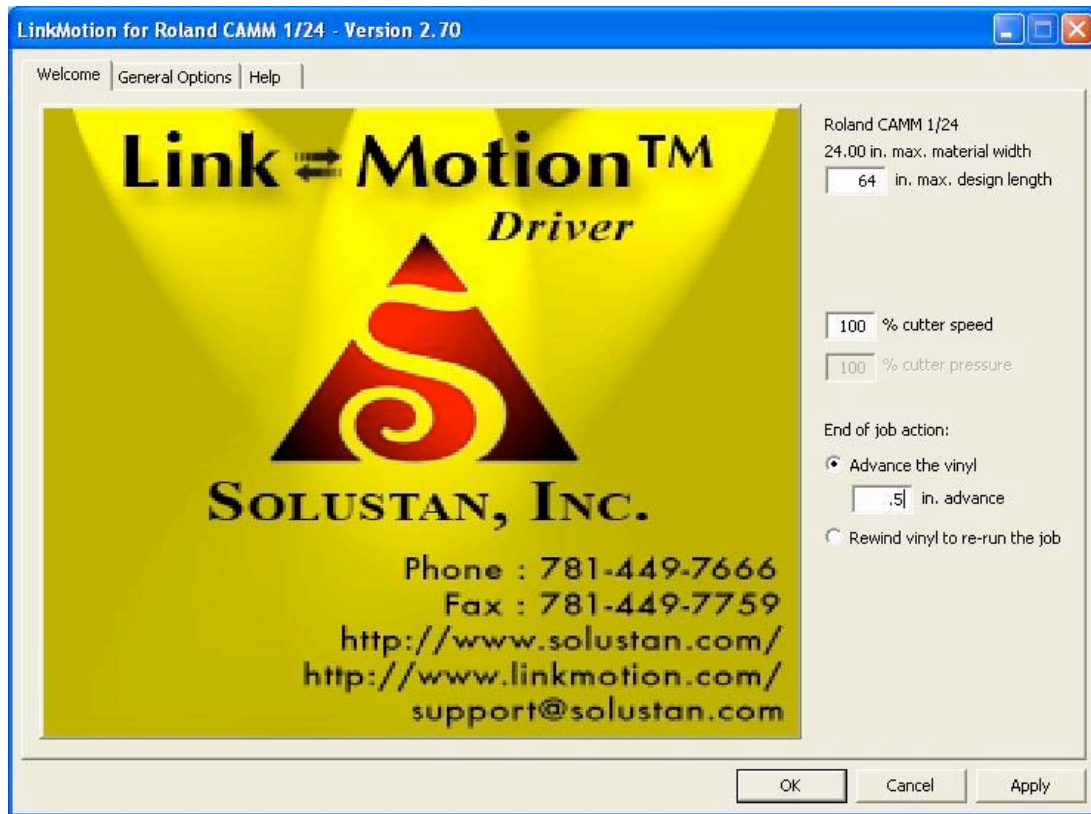 LinkMotion for Roland CAMM 1/24 - Version 2.70
Welcome
General Options
Help
Link Motion™
Driver
SOLUSTAN, INC.
Phone : 781-449-7666
Fax : 781-449-7759
http://www.solustan.com/
http://www.linkmotion.com/
support@solustan.com
Roland CAMM 1/24
24.00 in. max. material width
64 in. max. design length
100 % cutter speed
100 % cutter pressure
End of job action:
Advance the vinyl
.5 in. advance
Rewind vinyl to re-run the job
OK
Cancel
Apply